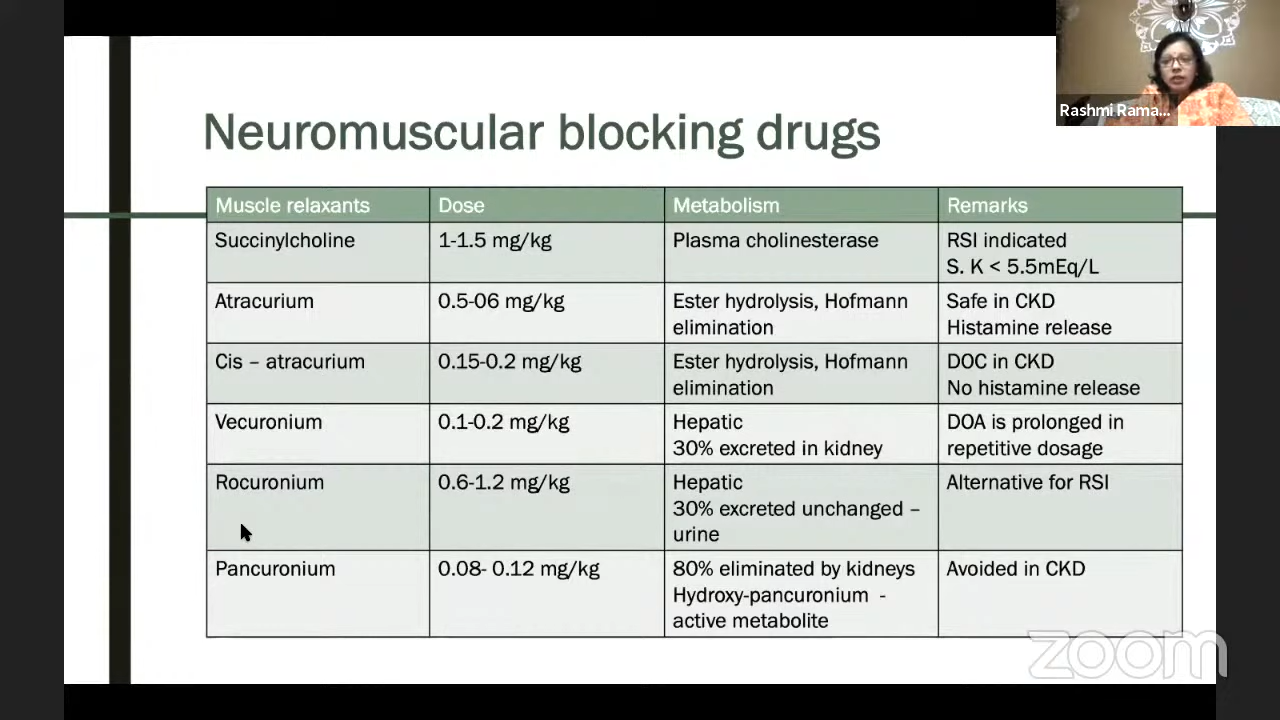 Rashmi Rama...
Neuromuscular blocking drugs
Muscle relaxants Dose Metabolism Remarks
Succinylcholine 1-1.5 mg/kg Plasma cholinesterase RSI indicated
S. K < 5.5mEq/L
Atracurium 0.5-06 mg/kg Ester hydrolysis, Hofmann Safe in CKD
elimination Histamine release
Cis – atracurium 0.15-0.2 mg/kg Ester hydrolysis, Hofmann DOC in CKD
elimination No histamine release
Vecuronium 0.1-0.2 mg/kg Hepatic DOA is prolonged in
30% excreted in kidney repetitive dosage
Rocuronium 0.6-1.2 mg/kg Hepatic Alternative for RSI
30% excreted unchanged –
urine
Pancuronium 0.08- 0.12 mg/kg 80% eliminated by kidneys Avoided in CKD
Hydroxy-pancuronium -
active metabolite
zoom